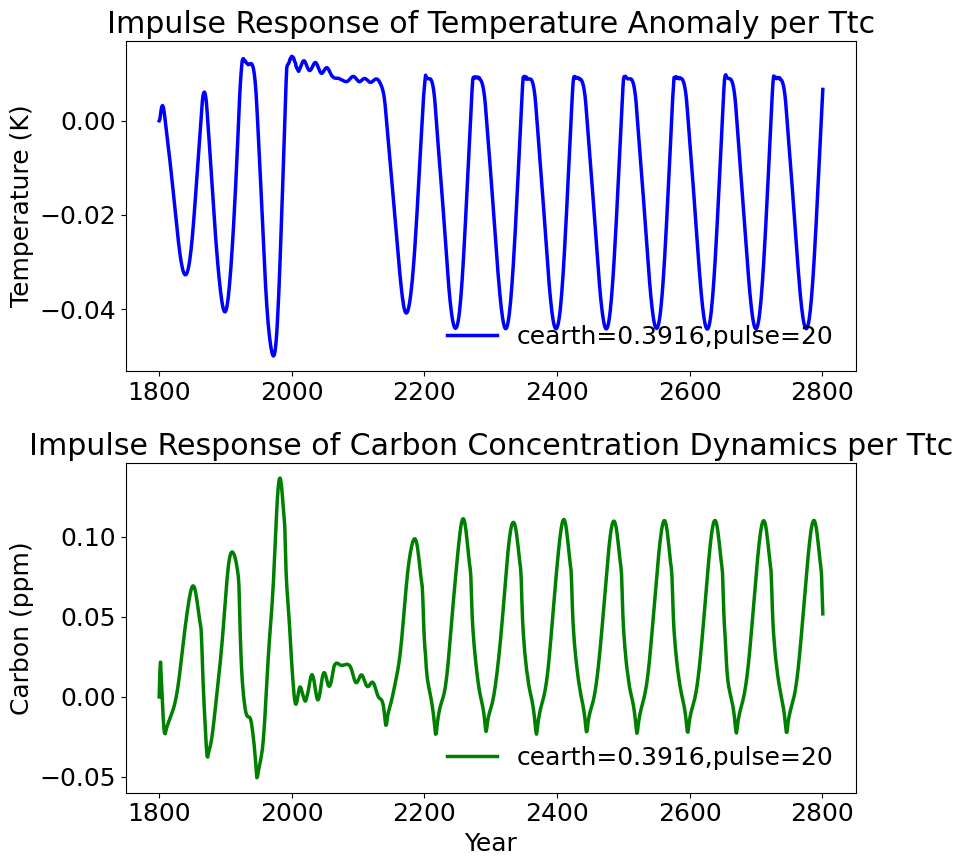 Impulse Response of Temperature Anomaly per Ttc
Temperature (K)
0.00
−0.02
−0.04
cearth=0.3916,pulse=20
1800 2000 2200 2400 2600 2800
Impulse Response of Carbon Concentration Dynamics per Ttc
Carbon (ppm)
0.10
0.05
0.00
−0.05
cearth=0.3916,pulse=20
1800 2000 2200 2400 2600 2800
Year